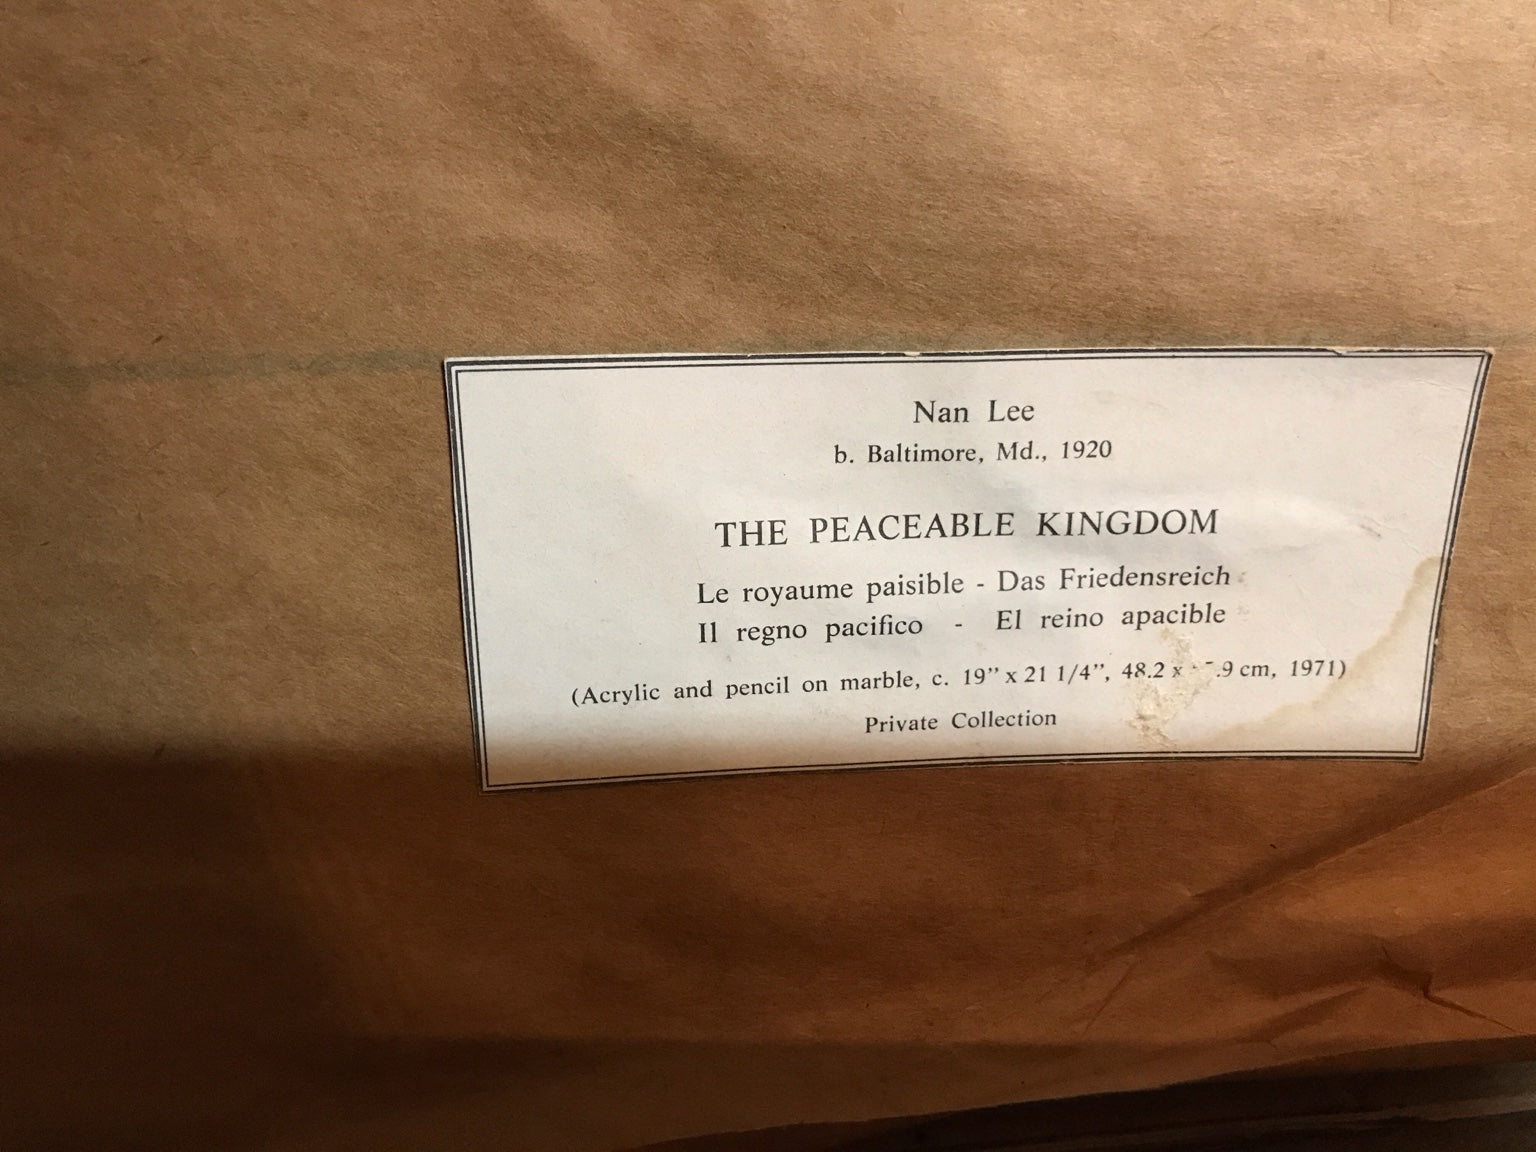 Nan Lee
b. Baltimore, Md., 1920
THE PEACEABLE KINGDOM
Le royaume paisible - Das Friedensreich
Il regno pacifico - El reino apacible
(Acrylic and pencil on marble, c. 19” x 21 1/4”, 48.2 x .9 cm, 1971)
Private Collection